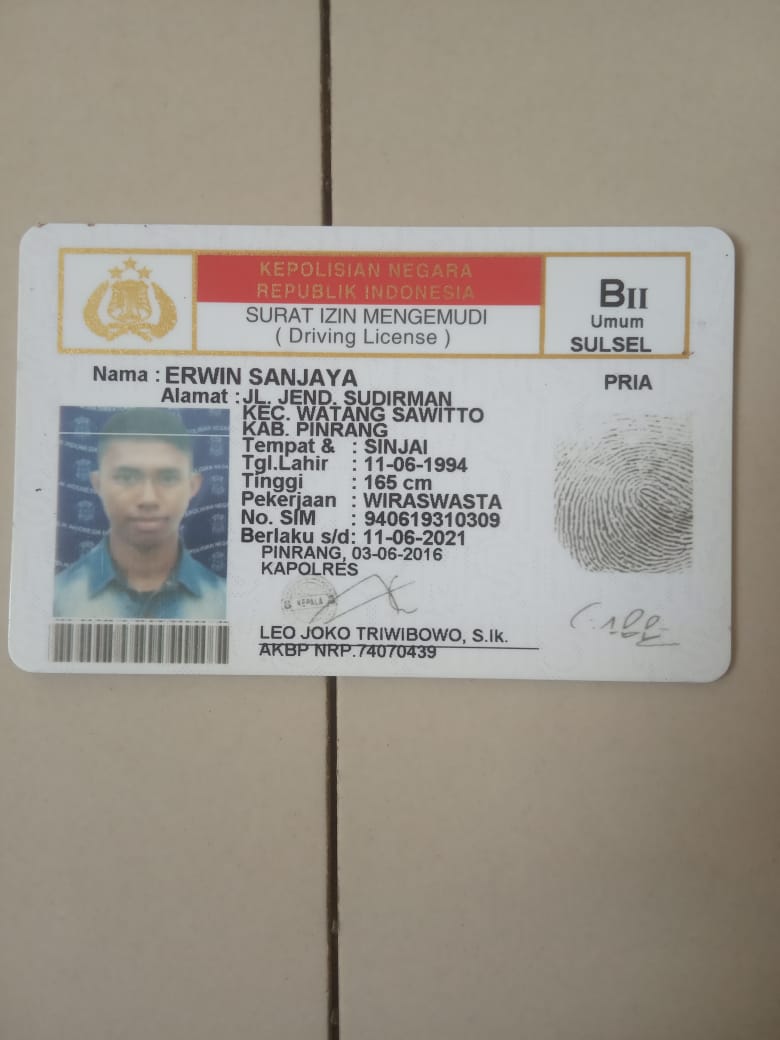 KEPOLISIAN NEGARA
REPUBLIK INDONESIA
SURAT IZIN MENGEMUDI
( Driving License )
BII
Umum
SULSEL
Nama : ERWIN SANJAYA
PRIA
Alamat : JL. JEND. SUDIRMAN
KEC. WATANG SAWITTO
KAB. PINRANG
Tempat & : SINJAI
Tgl.Lahir : 11-06-1994
Tinggi : 165 cm
Pekerjaan : WIRASWASTA
No. SIM : 940619310309
Berlaku s/d: 11-06-2021
PINRANG, 03-06-2016
KAPOLRES
KEPALA
LEO JOKO TRIWIBOWO, S.Ik.
AKBP NRP.74070439